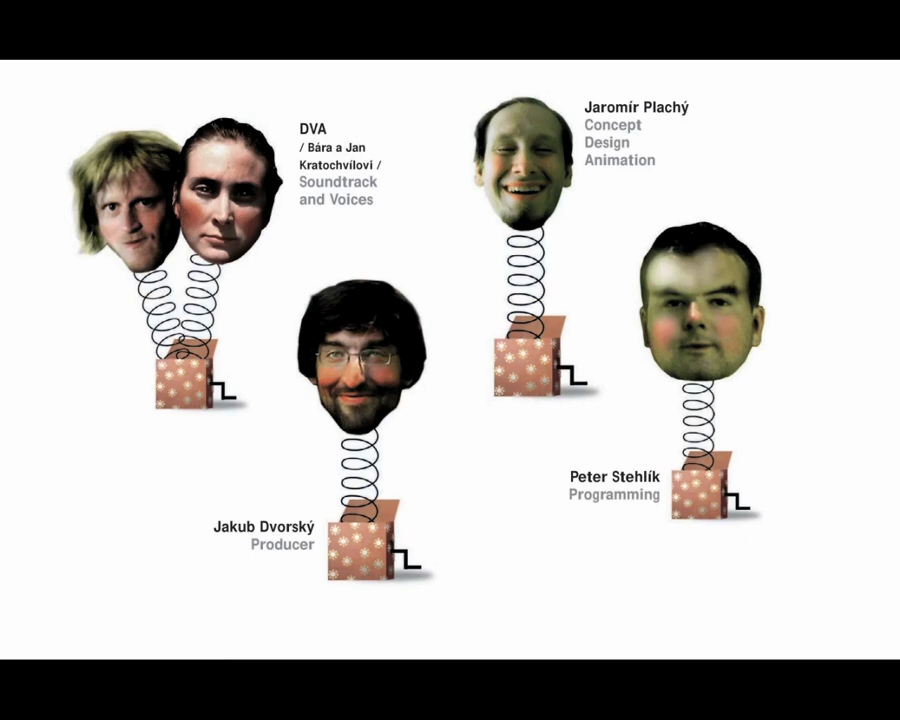 DVA
/ Bára a Jan
Kratochvílovi /
Soundtrack
and Voices
Jaromír Plachý
Concept
Design
Animation
Jakub Dvorský
Producer
Peter Stehlík
Programming